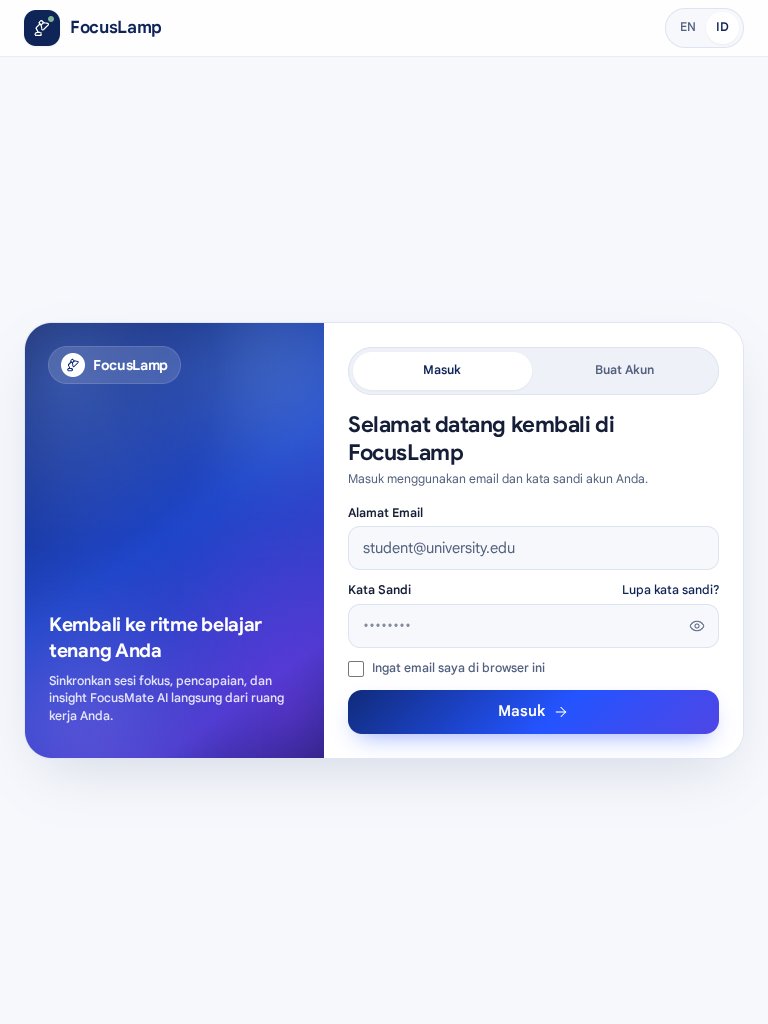 FocusLamp
EN ID
FocusLamp
Kembali ke ritme belajar
tenang Anda
Sinkronkan sesi fokus, pencapaian, dan
insight FocusMate AI langsung dari ruang
kerja Anda.
Masuk Buat Akun
Selamat datang kembali di
FocusLamp
Masuk menggunakan email dan kata sandi akun Anda.
Alamat Email
student@university.edu
Kata Sandi Lupa kata sandi?
••••••••
Ingat email saya di browser ini
Masuk →